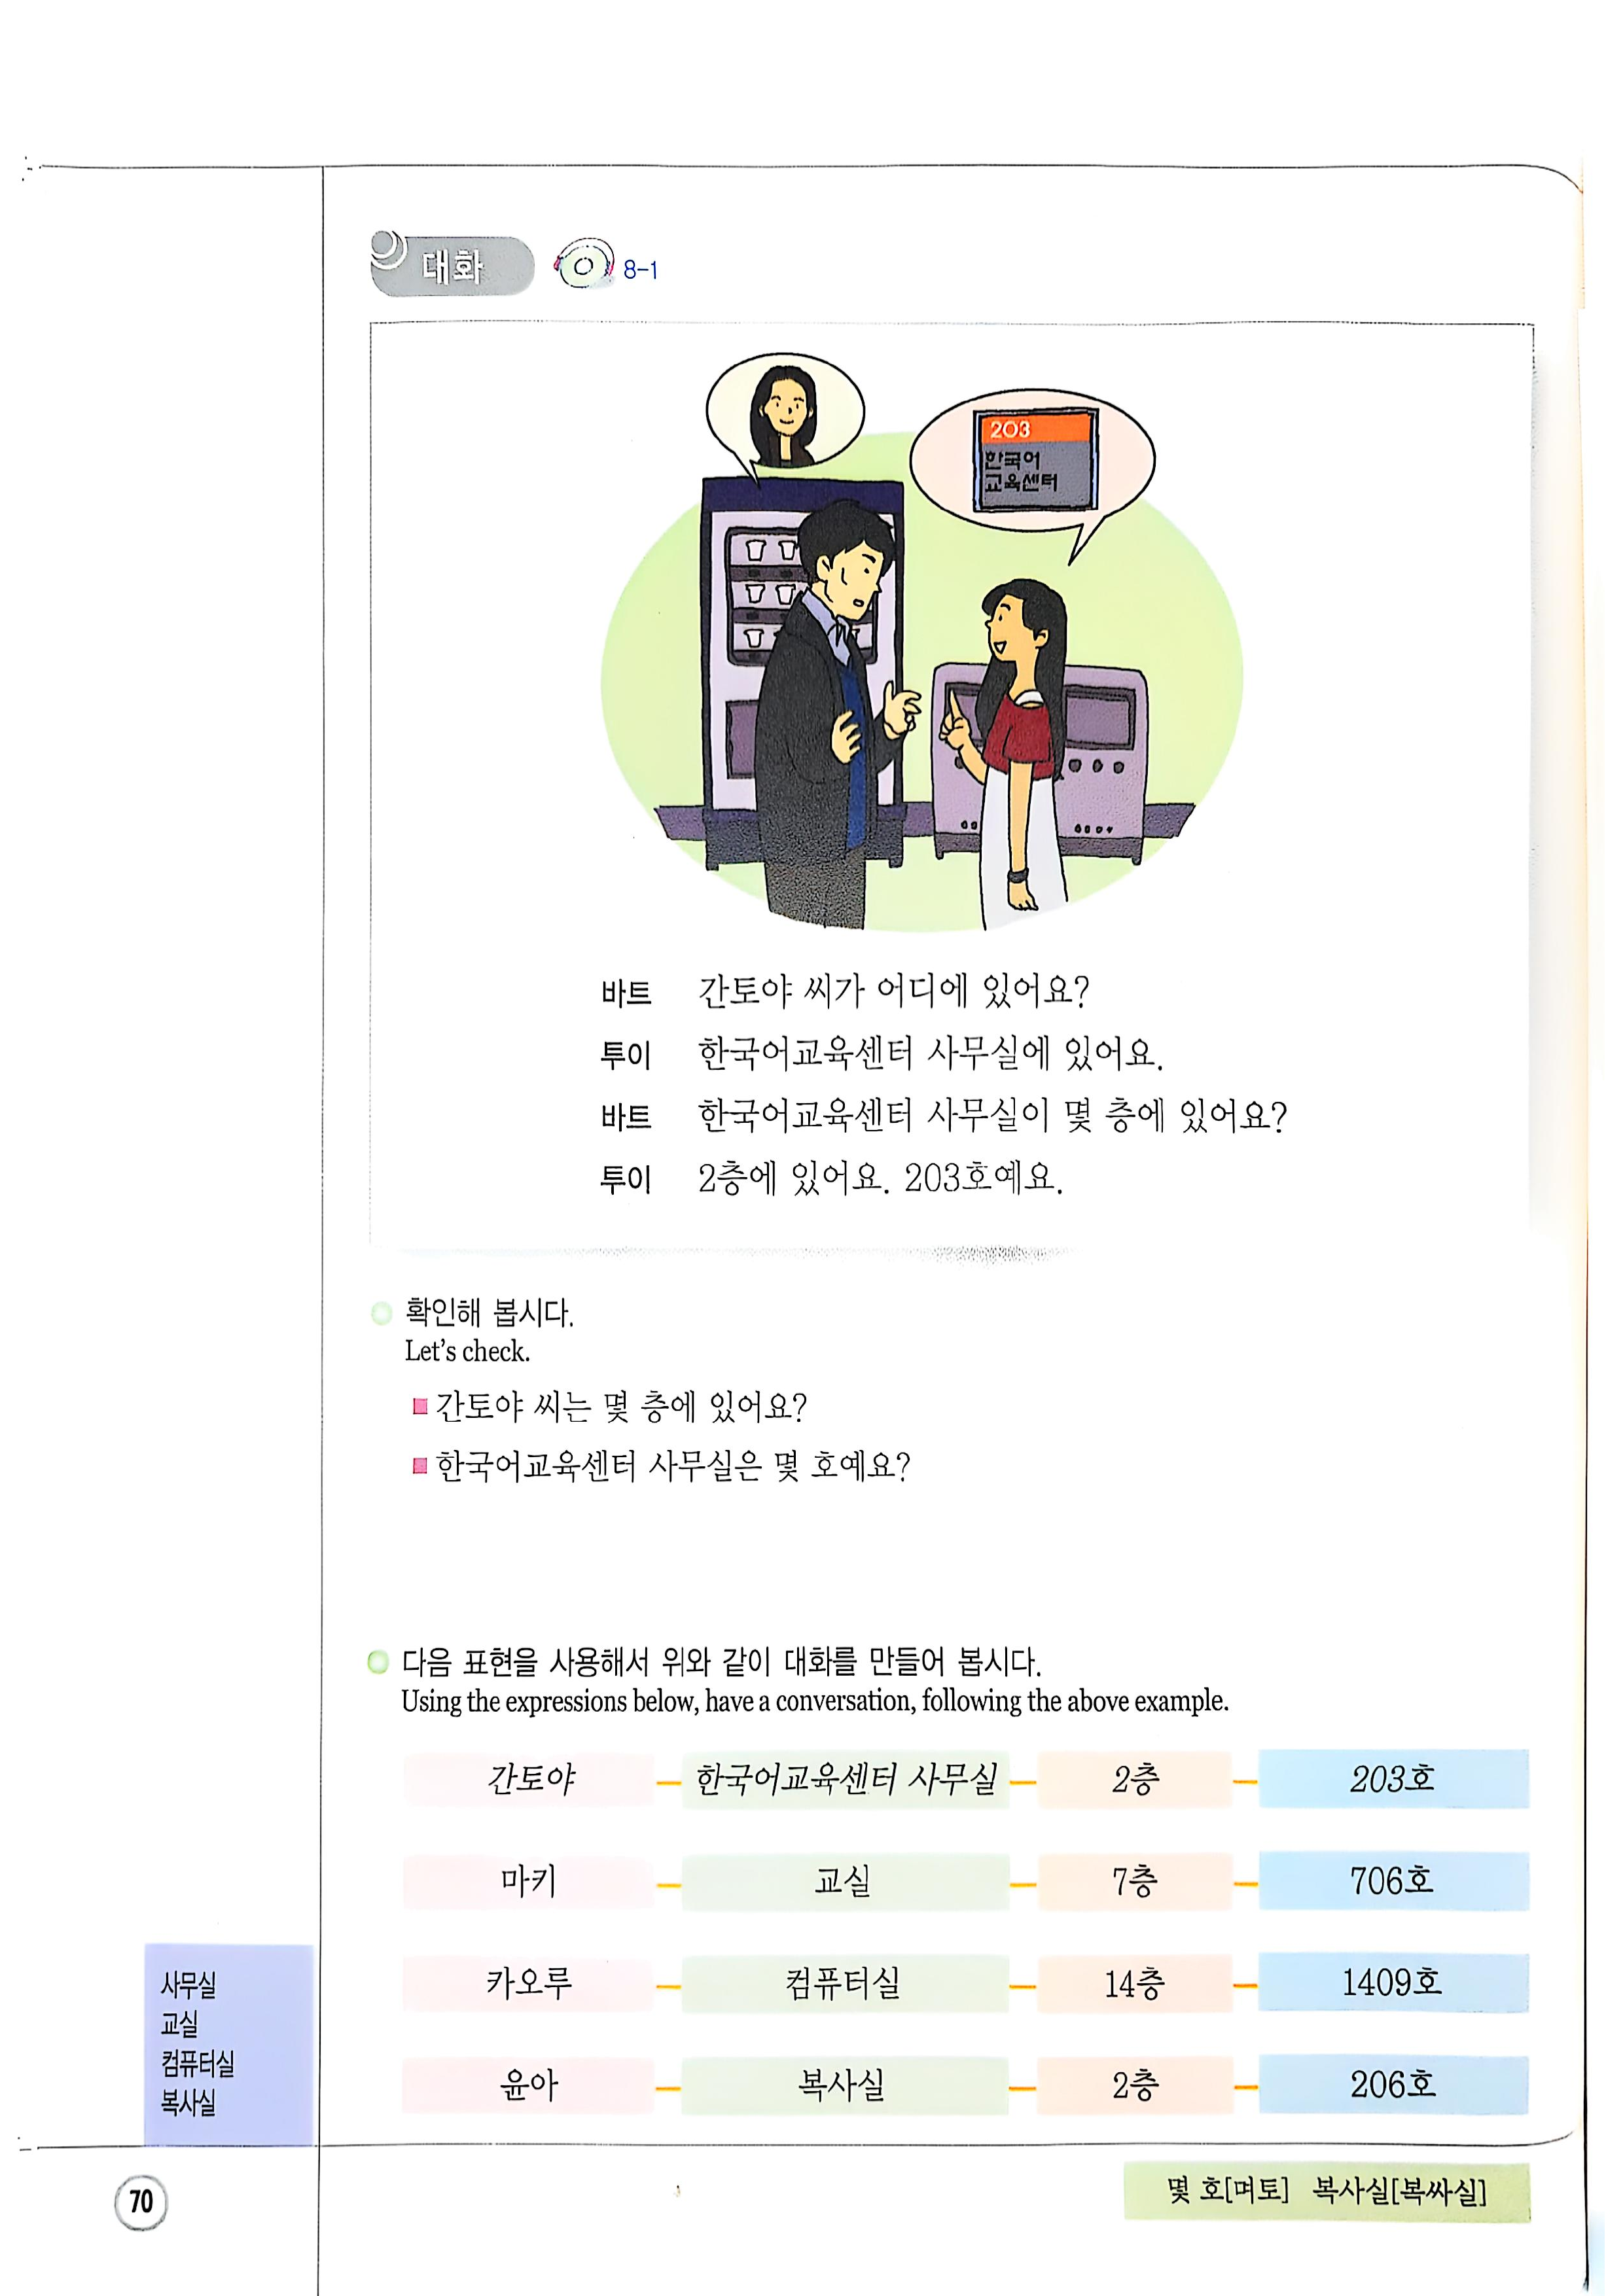 대화
8-1
203
한국어
교육센터
바트 간토야 씨가 어디에 있어요?
투이 한국어교육센터 사무실에 있어요.
바트 한국어교육센터 사무실이 몇 층에 있어요?
투이 2층에 있어요. 203호예요.
확인해 봅시다.
Let's check.
간토야 씨는 몇 층에 있어요?
한국어교육센터 사무실은 몇 호예요?
다음 표현을 사용해서 위와 같이 대화를 만들어 봅시다.
Using the expressions below, have a conversation, following the above example.
간토야 한국어교육센터 사무실 2층 203호
마키 교실 7층 706호
카오루 컴퓨터실 14층 1409호
윤아 복사실 2층 206호
사무실
교실
컴퓨터실
복사실
70
몇 호[며토] 복사실[복싸실]